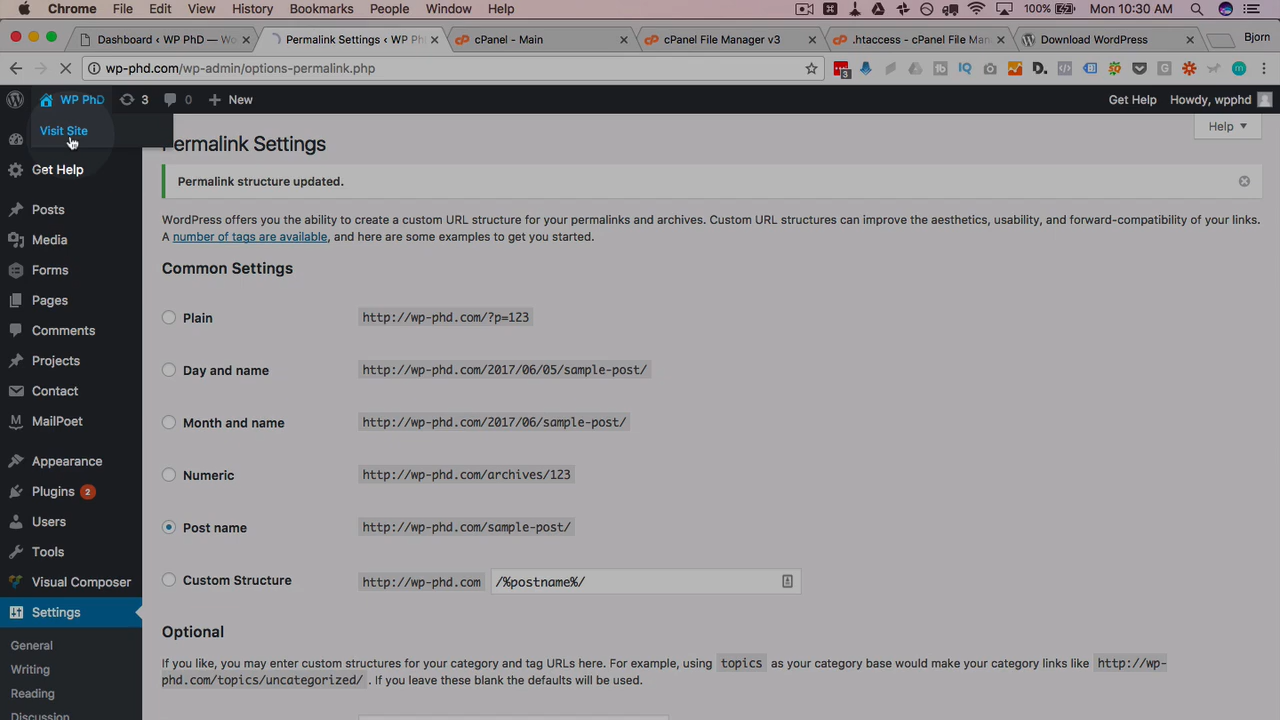 Chrome File Edit View History Bookmarks People Window Help 100% Mon 10:30 AM
Dashboard ‹ WP PhD — W Permalink Settings ‹ WP Ph cPanel - Main cPanel File Manager v3 .htaccess - cPanel File Man Download WordPress Bjorn
wp-phd.com/wp-admin/options-permalink.php 3
WP PhD 3 0 New Get Help Howdy, wpphd
Visit Site
Help
Permalink Settings
Get Help
Permalink structure updated.
Posts
WordPress offers you the ability to create a custom URL structure for your permalinks and archives. Custom URL structures can improve the aesthetics, usability, and forward-compatibility of your links.
A number of tags are available, and here are some examples to get you started.
Media
Forms
Common Settings
Pages
Plain http://wp-phd.com/?p=123
Comments
Projects
Day and name http://wp-phd.com/2017/06/05/sample-post/
Contact
MailPoet
Month and name http://wp-phd.com/2017/06/sample-post/
Appearance
Numeric http://wp-phd.com/archives/123
Plugins 2
Users
Post name http://wp-phd.com/sample-post/
Tools
Visual Composer
Custom Structure http://wp-phd.com /%postname%/
Settings
Optional
General
If you like, you may enter custom structures for your category and tag URLs here. For example, using topics as your category base would make your category links like http://wp-
phd.com/topics/uncategorized/ . If you leave these blank the defaults will be used.
Writing
Reading
Discussion